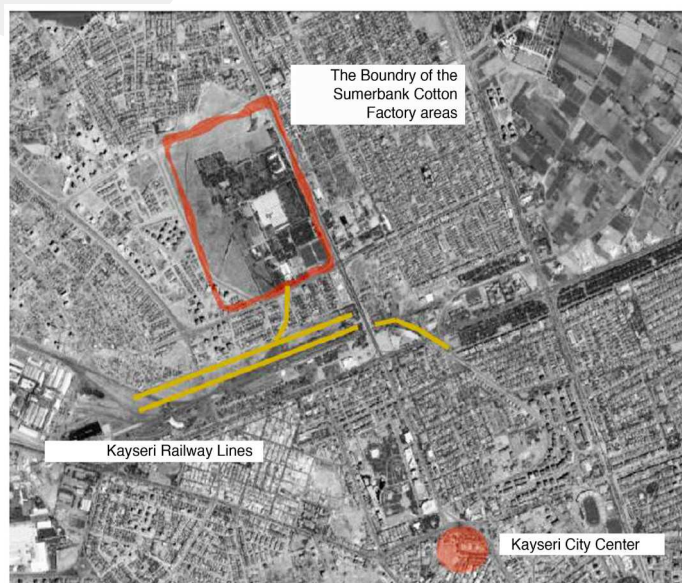 The Boundry of the
Sumerbank Cotton
Factory areas
Kayseri Railway Lines
Kayseri City Center